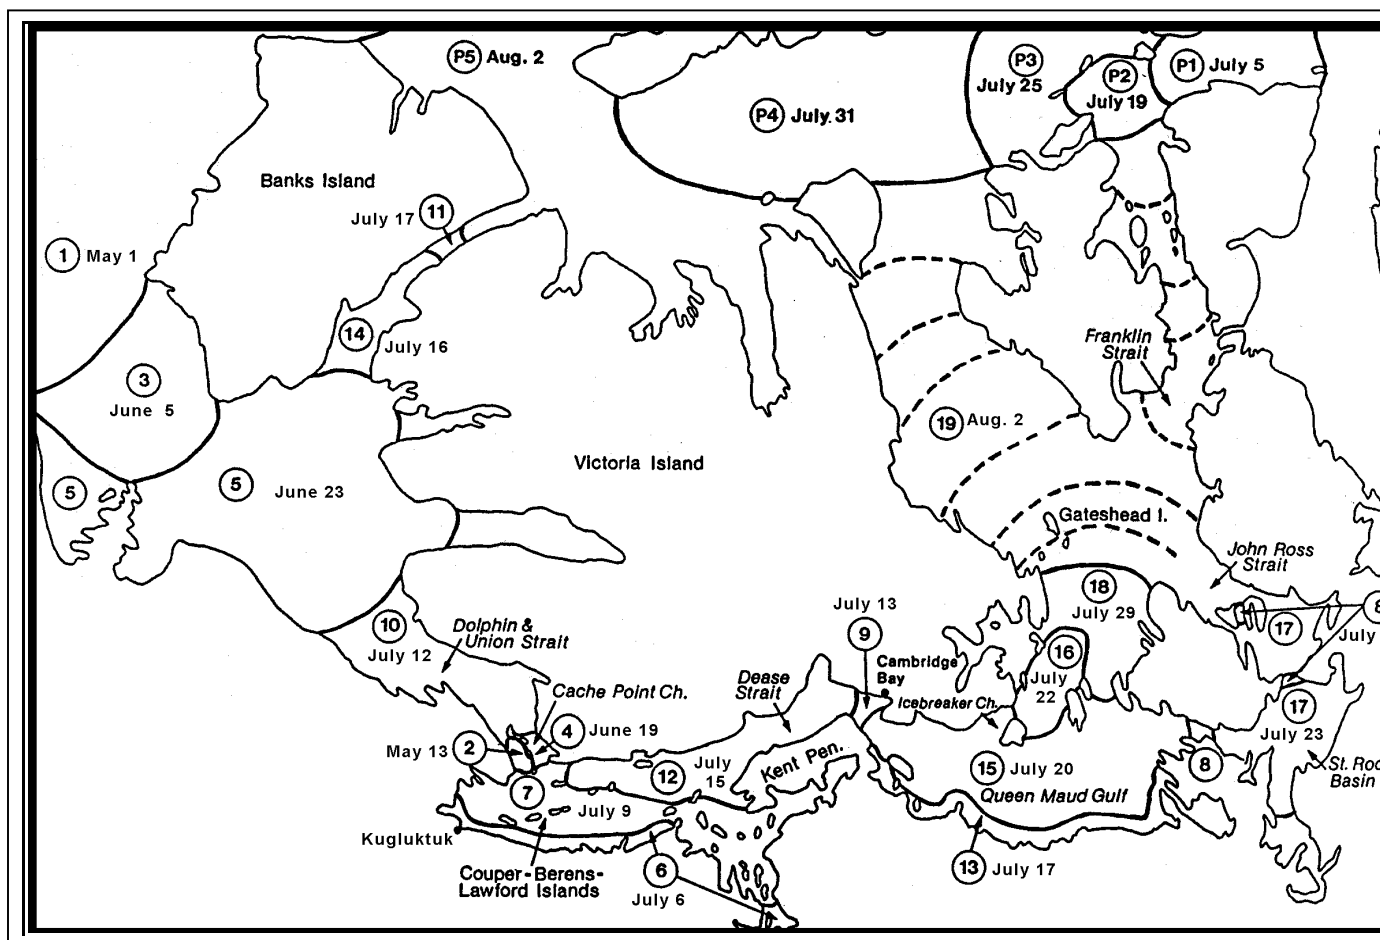 P5 Aug. 2
P3
July 25
P2
July 19
P1 July 5
P4 July. 31
Banks Island
11
July 17
1 May 1
14
July 16
Franklin
Strait
3
June 5
19 Aug. 2
Victoria Island
5
5
June 23
Gateshead I.
John Ross
Strait
18
July 29
July 13
9
8
July
17
10
July 12
Dolphin &
Union Strait
16
July
22
Cambridge
Bay
Dease
Strait
Cache Point Ch.
Icebreaker Ch.
17
July 23
May 13 2
4 June 19
Kent Pen.
July
15
12
15 July 20
8
St. Roc
Basin
7
July 9
Queen Maud Gulf
Kugluktuk
Couper-Berens-
Lawford Islands
6
July 6
13 July 17